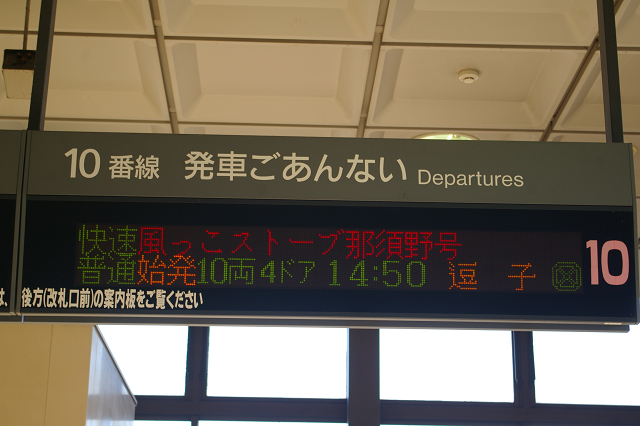 10番線 発車ごあんない Departures
快速風っこストーブ那須野号
普通始発10両4ドア 14:50 逗子
10
は、後方(改札口前)の案内板をご覧ください